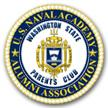 U.S. NAVAL ACADEMY
WASHINGTON STATE
PARENTS CLUB
ALUMNI ASSOCIATION